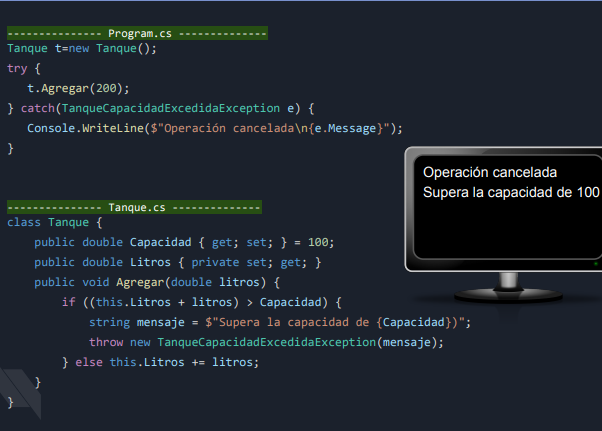 --------------- Program.cs --------------
Tanque t=new Tanque();
try {
   t.Agregar(200);
} catch(TanqueCapacidadExcedidaException e) {
   Console.WriteLine($"Operación cancelada\n{e.Message}");
}
Operación cancelada
Supera la capacidad de 100
--------------- Tanque.cs --------------
class Tanque {
    public double Capacidad { get; set; } = 100;
    public double Litros { private set; get; }
    public void Agregar(double litros) {
        if ((this.Litros + litros) > Capacidad) {
            string mensaje = $"Supera la capacidad de {Capacidad})";
            throw new TanqueCapacidadExcedidaException(mensaje);
        } else this.Litros += litros;
    }
}